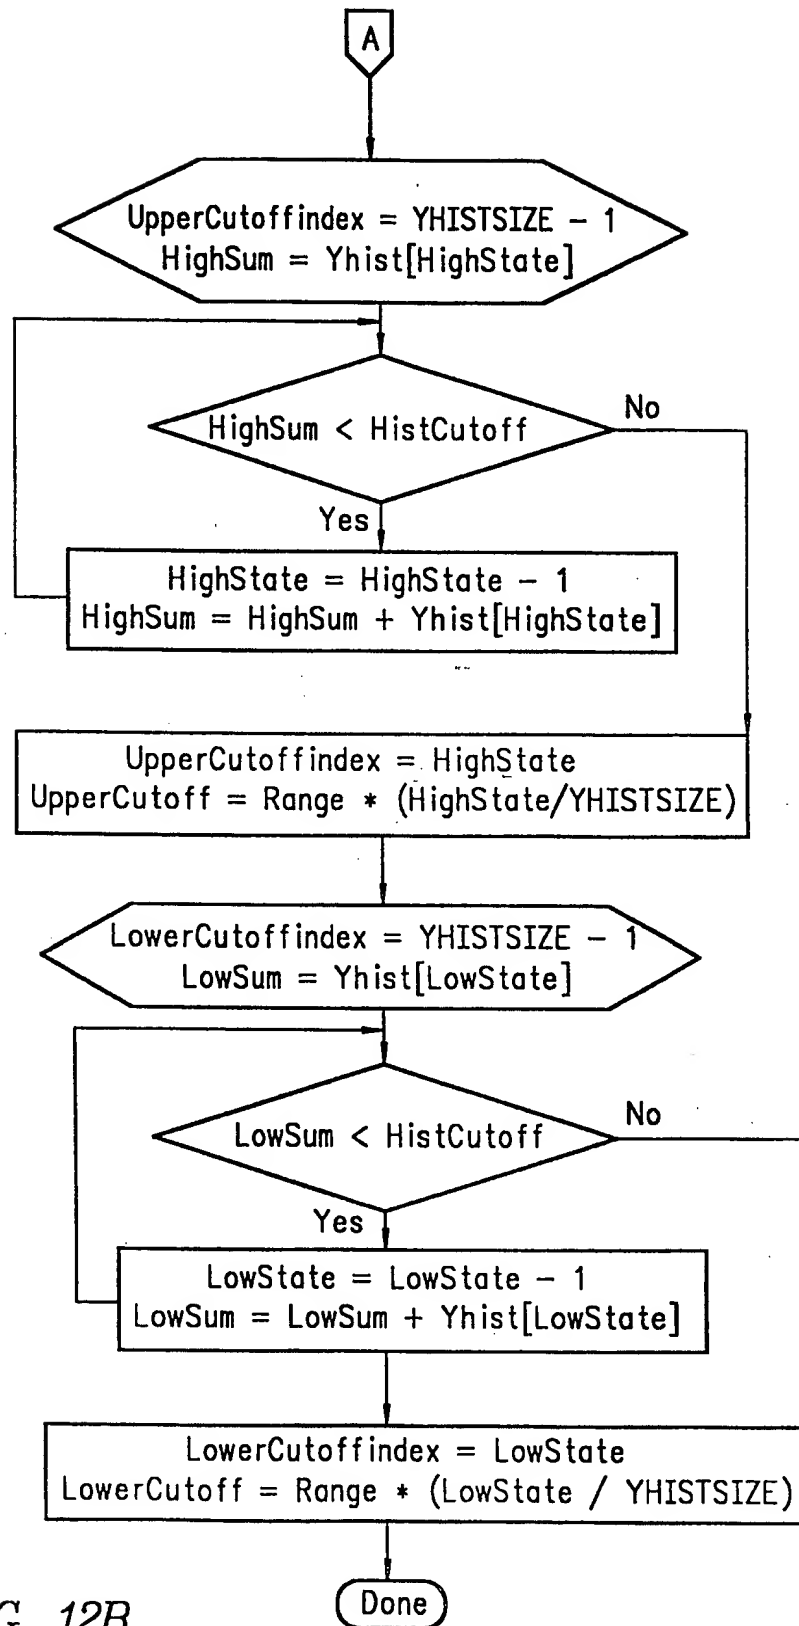 A
UpperCutoffindex = YHISTSIZE - 1
HighSum = Yhist[HighState]
HighSum < HistCutoff
No
Yes
HighState = HighState - 1
HighSum = HighSum + Yhist[HighState]
UpperCutoffindex = HighState
UpperCutoff = Range * (HighState/YHISTSIZE)
LowerCutoffindex = YHISTSIZE - 1
LowSum = Yhist[LowState]
LowSum < HistCutoff
No
Yes
LowState = LowState - 1
LowSum = LowSum + Yhist[LowState]
LowerCutoffindex = LowState
LowerCutoff = Range * (LowState / YHISTSIZE)
Done
12B